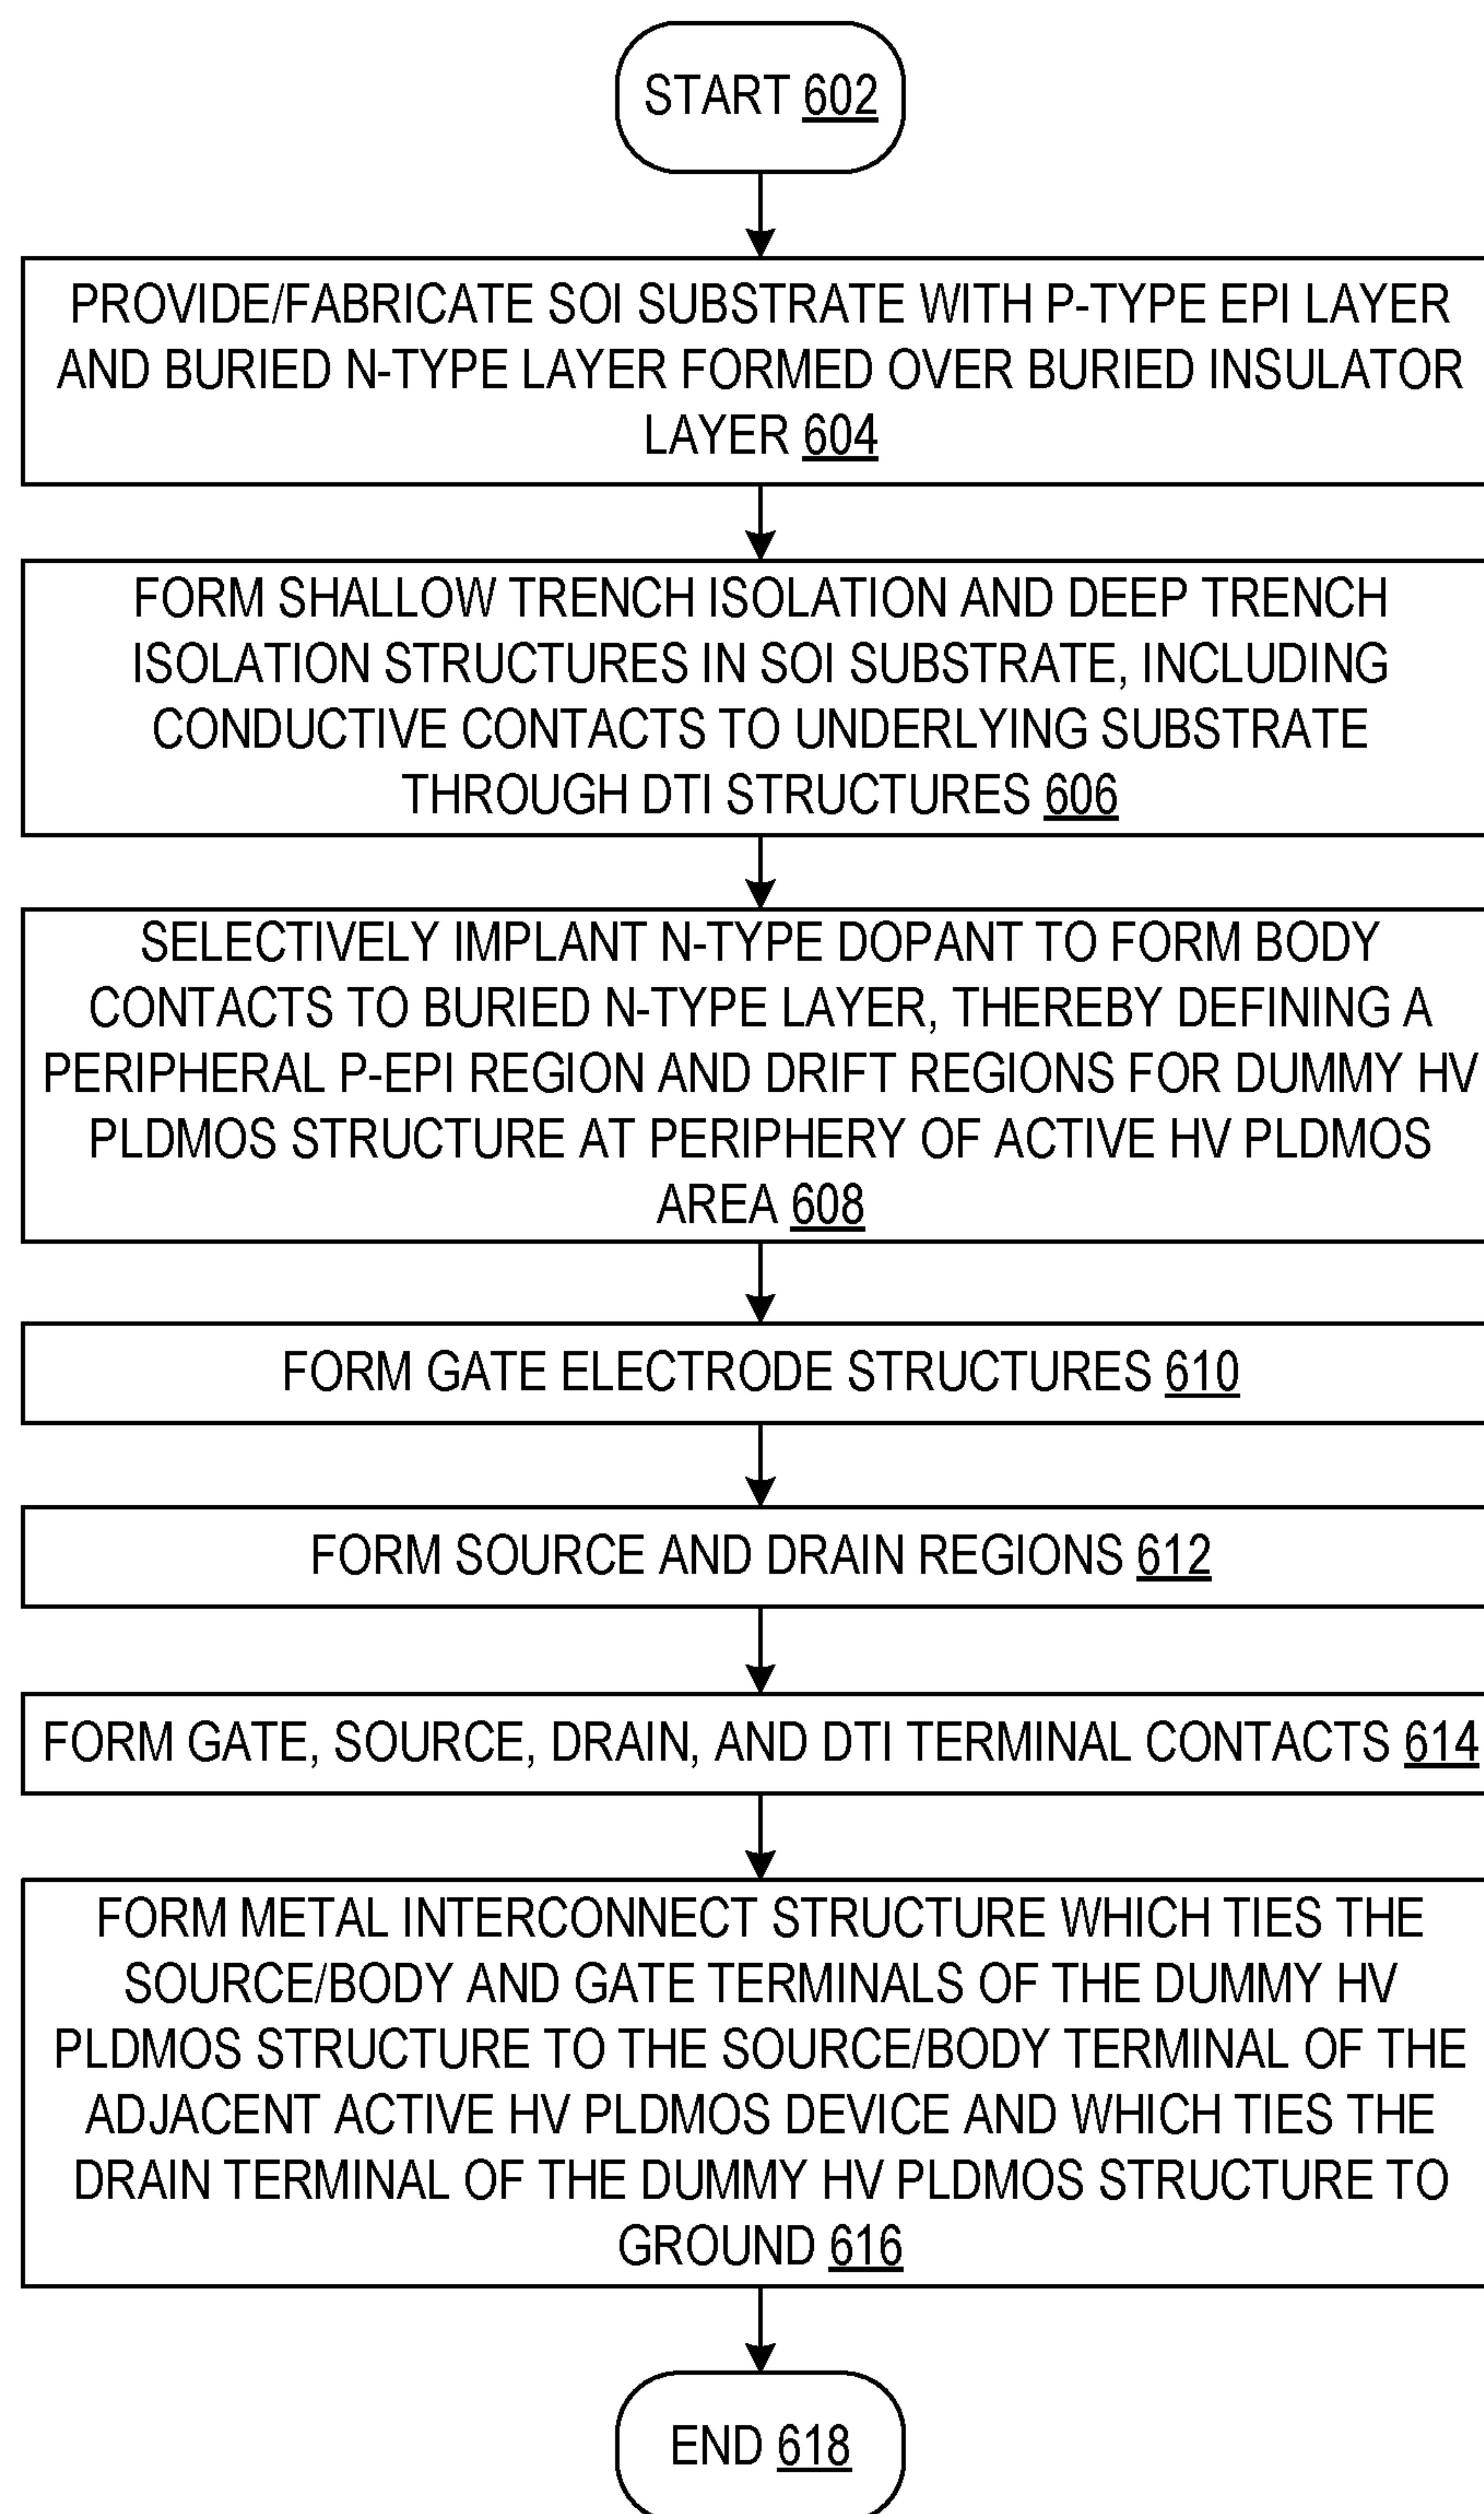 START 602
PROVIDE/FABRICATE SOI SUBSTRATE WITH P-TYPE EPI LAYER
AND BURIED N-TYPE LAYER FORMED OVER BURIED INSULATOR
LAYER 604
FORM SHALLOW TRENCH ISOLATION AND DEEP TRENCH
ISOLATION STRUCTURES IN SOI SUBSTRATE, INCLUDING
CONDUCTIVE CONTACTS TO UNDERLYING SUBSTRATE
THROUGH DTI STRUCTURES 606
SELECTIVELY IMPLANT N-TYPE DOPANT TO FORM BODY
CONTACTS TO BURIED N-TYPE LAYER, THEREBY DEFINING A
PERIPHERAL P-EPI REGION AND DRIFT REGIONS FOR DUMMY HV
PLDMOS STRUCTURE AT PERIPHERY OF ACTIVE HV PLDMOS
AREA 608
FORM GATE ELECTRODE STRUCTURES 610
FORM SOURCE AND DRAIN REGIONS 612
FORM GATE, SOURCE, DRAIN, AND DTI TERMINAL CONTACTS 614
FORM METAL INTERCONNECT STRUCTURE WHICH TIES THE
SOURCE/BODY AND GATE TERMINALS OF THE DUMMY HV
PLDMOS STRUCTURE TO THE SOURCE/BODY TERMINAL OF THE
ADJACENT ACTIVE HV PLDMOS DEVICE AND WHICH TIES THE
DRAIN TERMINAL OF THE DUMMY HV PLDMOS STRUCTURE TO
GROUND 616
END 618